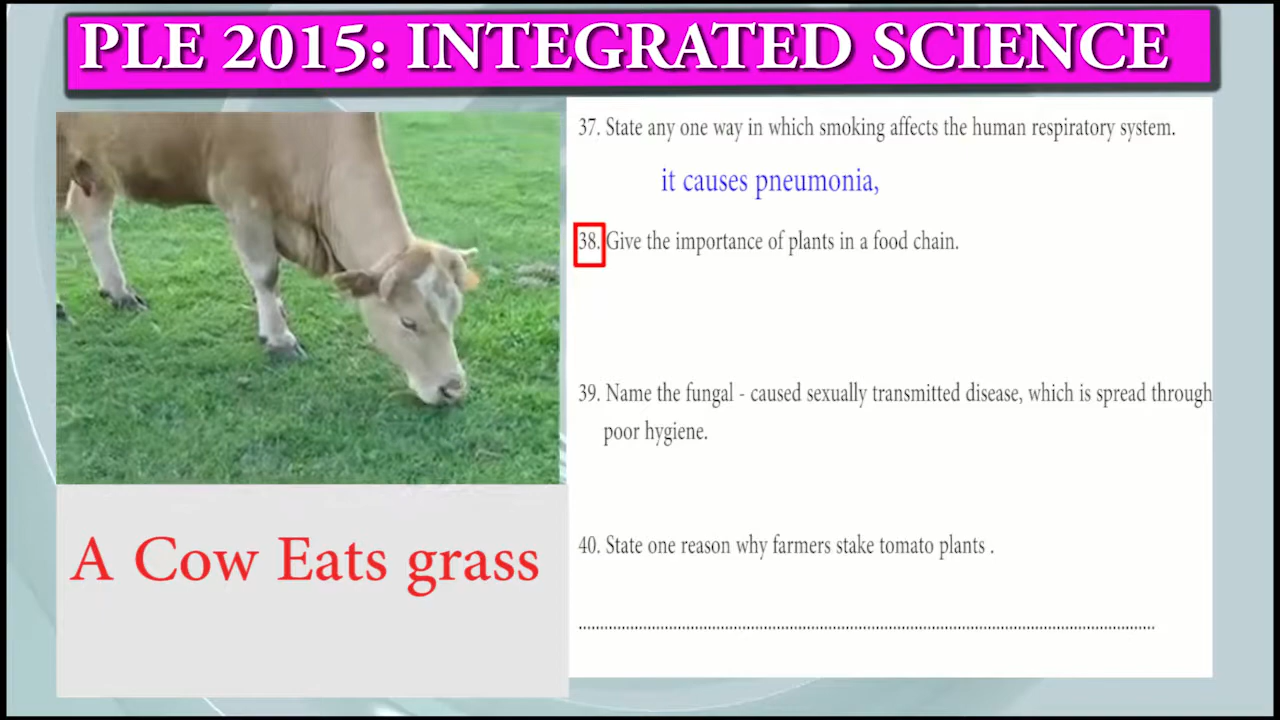 PLE 2015: INTEGRATED SCIENCE
37. State any one way in which smoking affects the human respiratory system.
it causes pneumonia,
38. Give the importance of plants in a food chain.
39. Name the fungal - caused sexually transmitted disease, which is spread through
poor hygiene.
40. State one reason why farmers stake tomato plants .
A Cow Eats grass